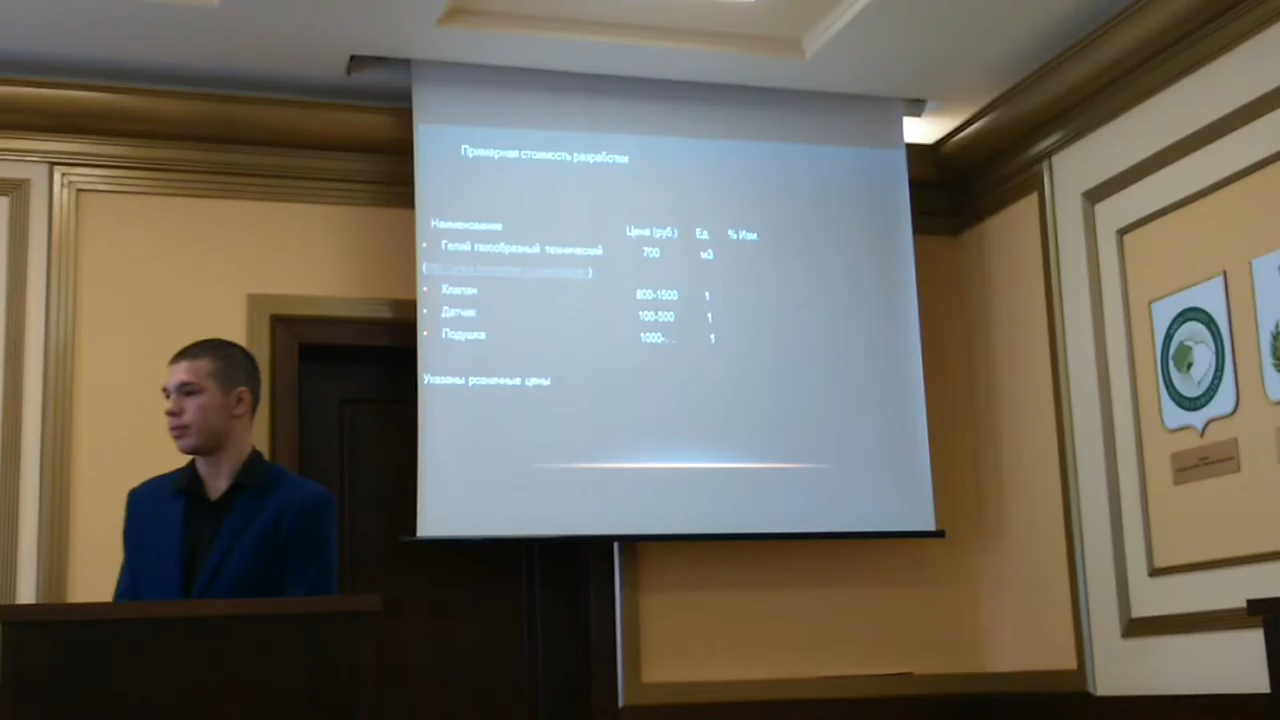 Примерная стоимость разработки
Наименование Цена (руб.) Ед. % Изм.
• Гелий газообразный технический 700 м3
• Клапан 800-1500 1
• Датчик 100-500 1
• Подушка 1000-... 1
Указаны розничные цены